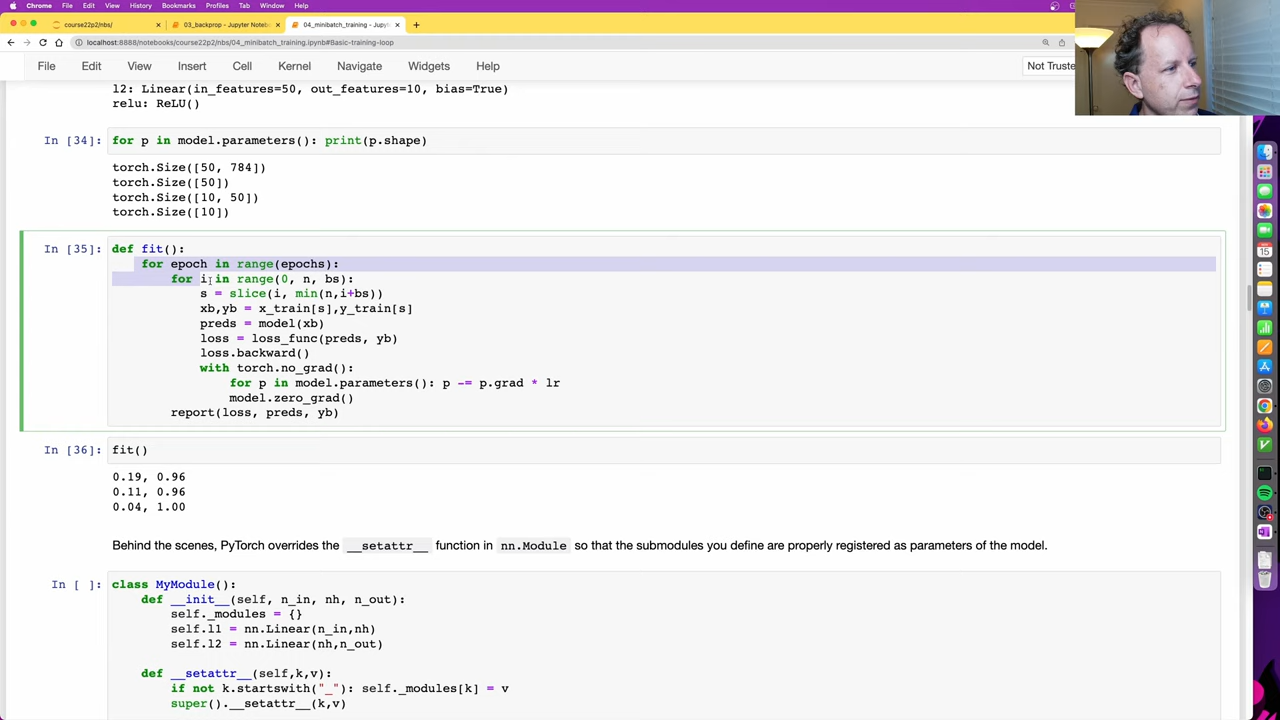 Chrome File Edit View History Bookmarks Profiles Tab Window Help
course22p2/nbs/
03_backprop - Jupyter Noteb
04_minibatch_training - Jupyt
localhost:8888/notebooks/course22p2/nbs/04_minibatch_training.ipynb#Basic-training-loop
File Edit View Insert Cell Kernel Navigate Widgets Help Not Truste
l2: Linear(in_features=50, out_features=10, bias=True)
relu: ReLU()
In [34]: for p in model.parameters(): print(p.shape)
torch.Size([50, 784])
torch.Size([50])
torch.Size([10, 50])
torch.Size([10])
In [35]: def fit():
for epoch in range(epochs):
for i in range(0, n, bs):
s = slice(i, min(n,i+bs))
xb,yb = x_train[s],y_train[s]
preds = model(xb)
loss = loss_func(preds, yb)
loss.backward()
with torch.no_grad():
for p in model.parameters(): p -= p.grad * lr
model.zero_grad()
report(loss, preds, yb)
In [36]: fit()
0.19, 0.96
0.11, 0.96
0.04, 1.00
Behind the scenes, PyTorch overrides the __setattr__ function in nn.Module so that the submodules you define are properly registered as parameters of the model.
In [ ]: class MyModule():
def __init__(self, n_in, nh, n_out):
self._modules = {}
self.l1 = nn.Linear(n_in,nh)
self.l2 = nn.Linear(nh,n_out)
def __setattr__(self,k,v):
if not k.startswith("_"): self._modules[k] = v
super().__setattr__(k,v)